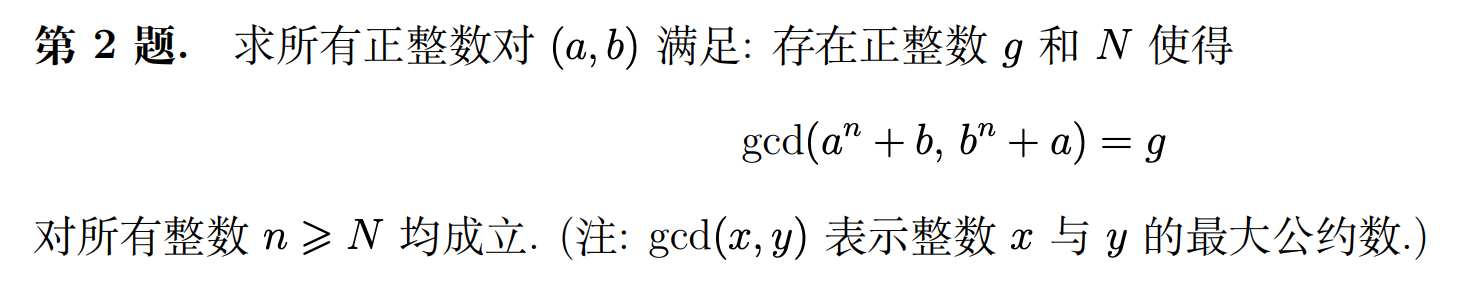 第 2 题. 求所有正整数对 (a, b) 满足: 存在正整数 g 和 N 使得
gcd(aⁿ + b, bⁿ + a) = g
对所有整数 n ⩾ N 均成立. (注: gcd(x, y) 表示整数 x 与 y 的最大公约数.)